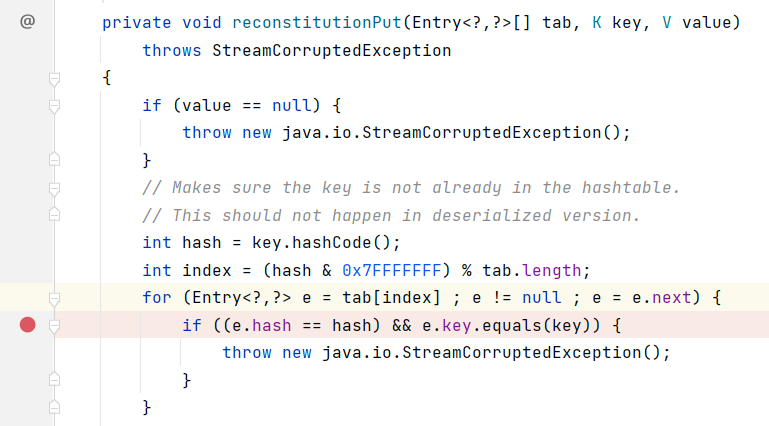 @ private void reconstitutionPut(Entry<?,?>[] tab, K key, V value)
throws StreamCorruptedException
{
if (value == null) {
throw new java.io.StreamCorruptedException();
}
// Makes sure the key is not already in the hashtable.
// This should not happen in deserialized version.
int hash = key.hashCode();
int index = (hash & 0x7FFFFFFF) % tab.length;
for (Entry<?,?> e = tab[index] ; e != null ; e = e.next) {
if ((e.hash == hash) && e.key.equals(key)) {
throw new java.io.StreamCorruptedException();
}
}